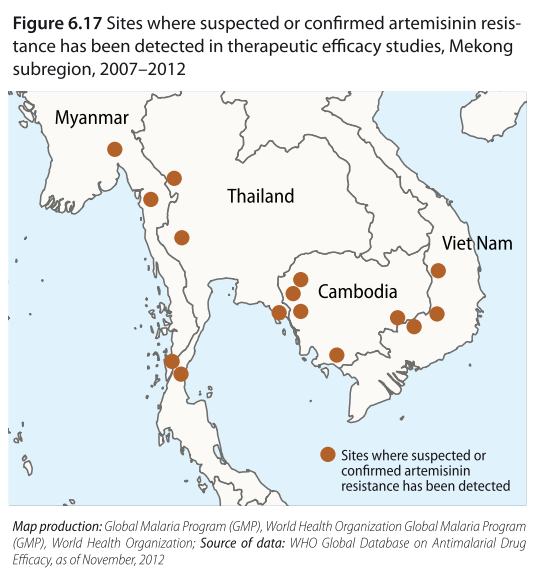 Figure 6.17 Sites where suspected or confirmed artemisinin resis-
tance has been detected in therapeutic efficacy studies, Mekong
subregion, 2007–2012
Myanmar
Thailand
Viet Nam
Cambodia
Sites where suspected or
confirmed artemisinin
resistance has been detected
Map production: Global Malaria Program (GMP), World Health Organization Global Malaria Program
(GMP), World Health Organization; Source of data: WHO Global Database on Antimalarial Drug
Efficacy, as of November, 2012